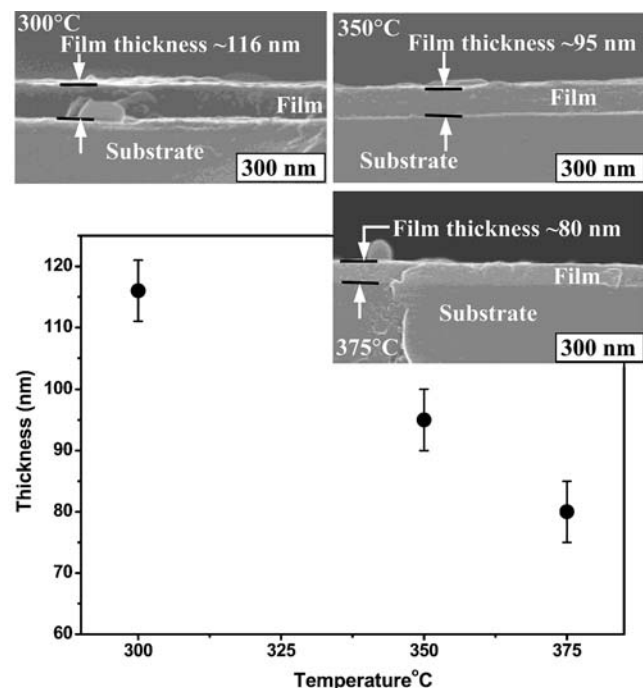 300°C
Film thickness ~116 nm
Film
Substrate
300 nm
350°C
Film thickness ~95 nm
Film
Substrate
300 nm
Film thickness ~80 nm
Film
Substrate
375°C
300 nm
120
110
100
90
80
70
60
Thickness (nm)
300
325
350
375
Temperature°C